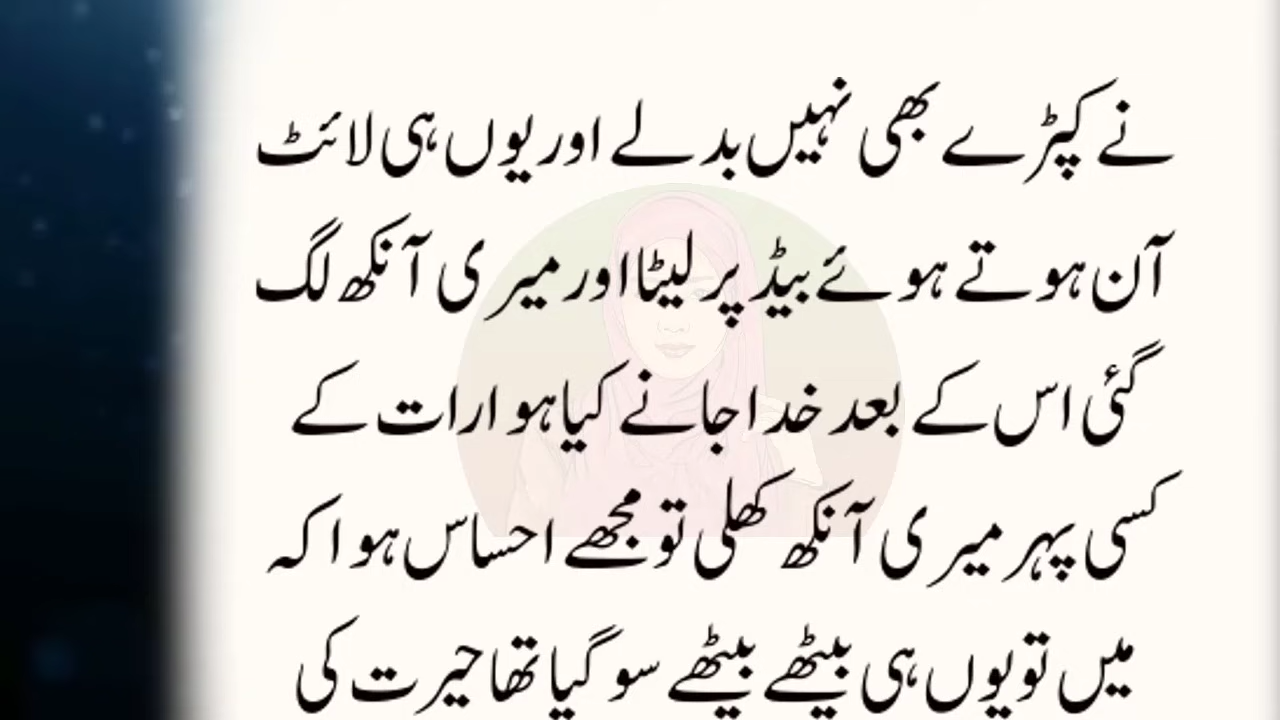 نے کپڑے بھی نہیں بدلے اور یوں ہی لائٹ
آن ہوتے ہوئے بیڈ پر لیٹا اور میری آنکھ لگ
گئی اس کے بعد خدا جانے کیا ہوا رات کے
کسی پہر میری آنکھ کھلی تو مجھے احساس ہوا کہ
میں تو یوں ہی بیٹھے بیٹھے سو گیا تھا حیرت کی